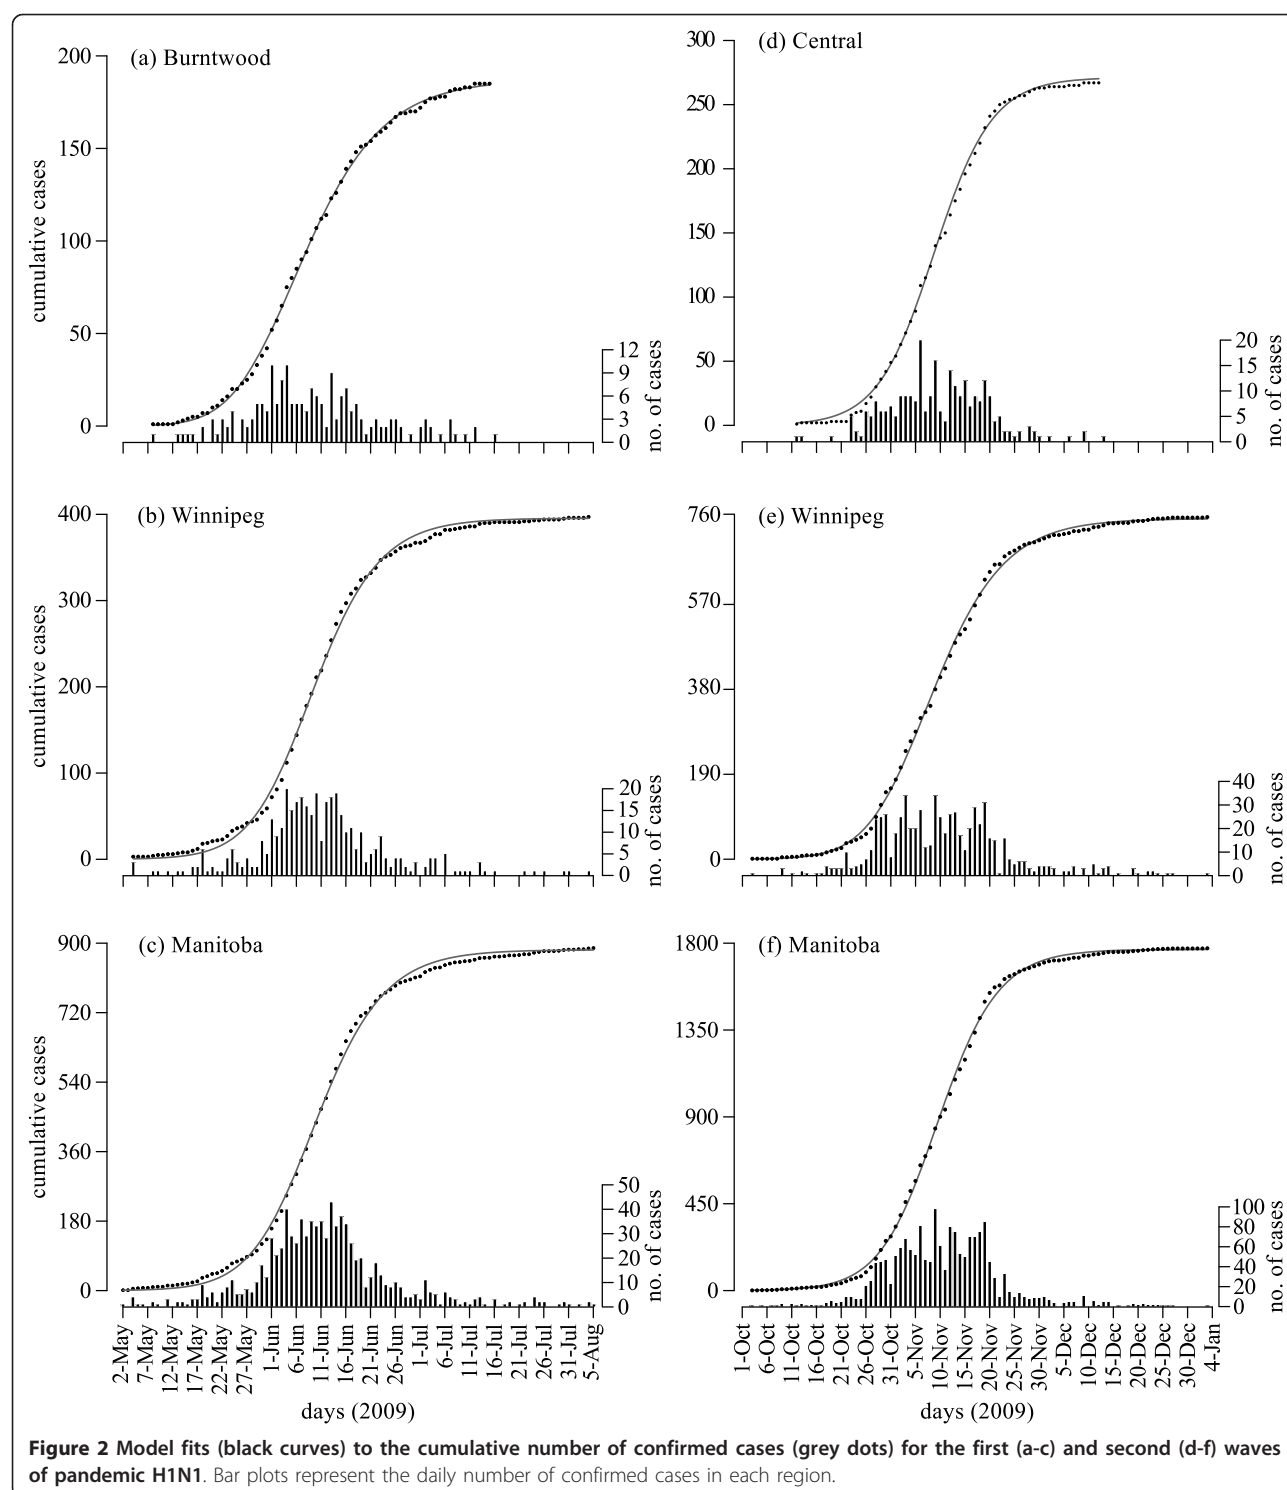 (a) Burntwood
200
150
100
50
0
cumulative cases
12
9
6
3
0
no. of cases
(d) Central
300
250
200
150
100
50
0
20
15
10
5
0
no. of cases
(b) Winnipeg
400
300
200
100
0
cumulative cases
20
15
10
5
0
no. of cases
(e) Winnipeg
760
570
380
190
0
40
30
20
10
0
no. of cases
(c) Manitoba
900
720
540
360
180
0
cumulative cases
50
40
30
20
10
0
no. of cases
2-May
7-May
12-May
17-May
22-May
27-May
1-Jun
6-Jun
11-Jun
16-Jun
21-Jun
26-Jun
1-Jul
6-Jul
11-Jul
16-Jul
21-Jul
26-Jul
31-Jul
5-Aug
days (2009)
(f) Manitoba
1800
1350
900
450
0
100
80
60
40
20
0
no. of cases
1-Oct
6-Oct
11-Oct
16-Oct
21-Oct
26-Oct
31-Oct
5-Nov
10-Nov
15-Nov
20-Nov
25-Nov
30-Nov
5-Dec
10-Dec
15-Dec
20-Dec
25-Dec
30-Dec
4-Jan
days (2009)
Figure 2 Model fits (black curves) to the cumulative number of confirmed cases (grey dots) for the first (a-c) and second (d-f) waves
of pandemic H1N1. Bar plots represent the daily number of confirmed cases in each region.